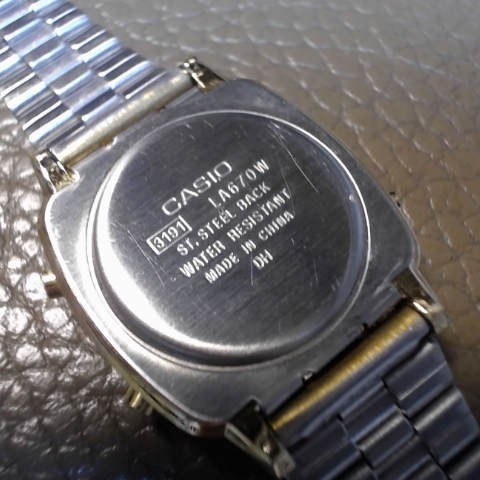 CASIO
3191 LA670W
ST. STEEL BACK
WATER RESISTANT
MADE IN CHINA
DH